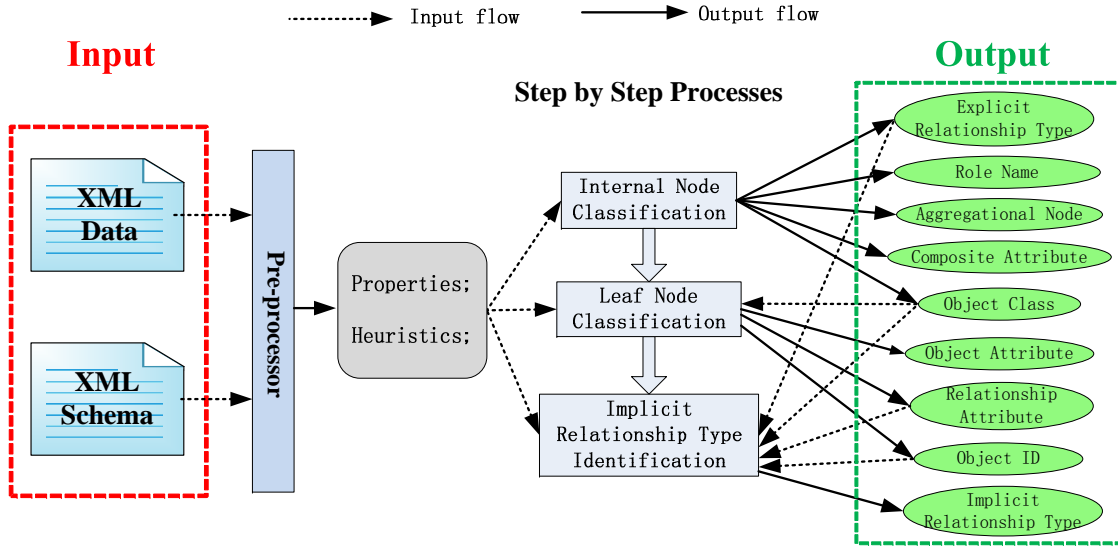 Input flow
Output flow
Input
Output
Step by Step Processes
XML
Data
XML
Schema
Pre-processor
Properties;
Heuristics;
Internal Node
Classification
Leaf Node
Classification
Implicit
Relationship Type
Identification
Explicit
Relationship Type
Role Name
Aggregational Node
Composite Attribute
Object Class
Object Attribute
Relationship
Attribute
Object ID
Implicit
Relationship Type